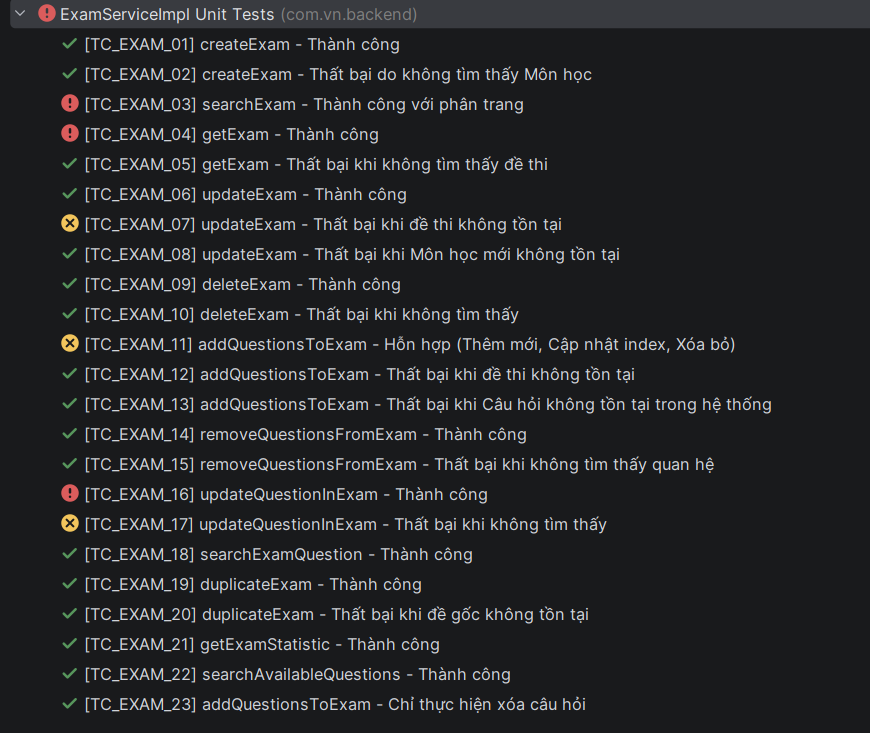 ExamServiceImpl Unit Tests (com.vn.backend)
[TC_EXAM_01] createExam - Thành công
[TC_EXAM_02] createExam - Thất bại do không tìm thấy Môn học
[TC_EXAM_03] searchExam - Thành công với phân trang
[TC_EXAM_04] getExam - Thành công
[TC_EXAM_05] getExam - Thất bại khi không tìm thấy đề thi
[TC_EXAM_06] updateExam - Thành công
[TC_EXAM_07] updateExam - Thất bại khi đề thi không tồn tại
[TC_EXAM_08] updateExam - Thất bại khi Môn học mới không tồn tại
[TC_EXAM_09] deleteExam - Thành công
[TC_EXAM_10] deleteExam - Thất bại khi không tìm thấy
[TC_EXAM_11] addQuestionsToExam - Hỗn hợp (Thêm mới, Cập nhật index, Xóa bỏ)
[TC_EXAM_12] addQuestionsToExam - Thất bại khi đề thi không tồn tại
[TC_EXAM_13] addQuestionsToExam - Thất bại khi Câu hỏi không tồn tại trong hệ thống
[TC_EXAM_14] removeQuestionsFromExam - Thành công
[TC_EXAM_15] removeQuestionsFromExam - Thất bại khi không tìm thấy quan hệ
[TC_EXAM_16] updateQuestionInExam - Thành công
[TC_EXAM_17] updateQuestionInExam - Thất bại khi không tìm thấy
[TC_EXAM_18] searchExamQuestion - Thành công
[TC_EXAM_19] duplicateExam - Thành công
[TC_EXAM_20] duplicateExam - Thất bại khi đề gốc không tồn tại
[TC_EXAM_21] getExamStatistic - Thành công
[TC_EXAM_22] searchAvailableQuestions - Thành công
[TC_EXAM_23] addQuestionsToExam - Chỉ thực hiện xóa câu hỏi